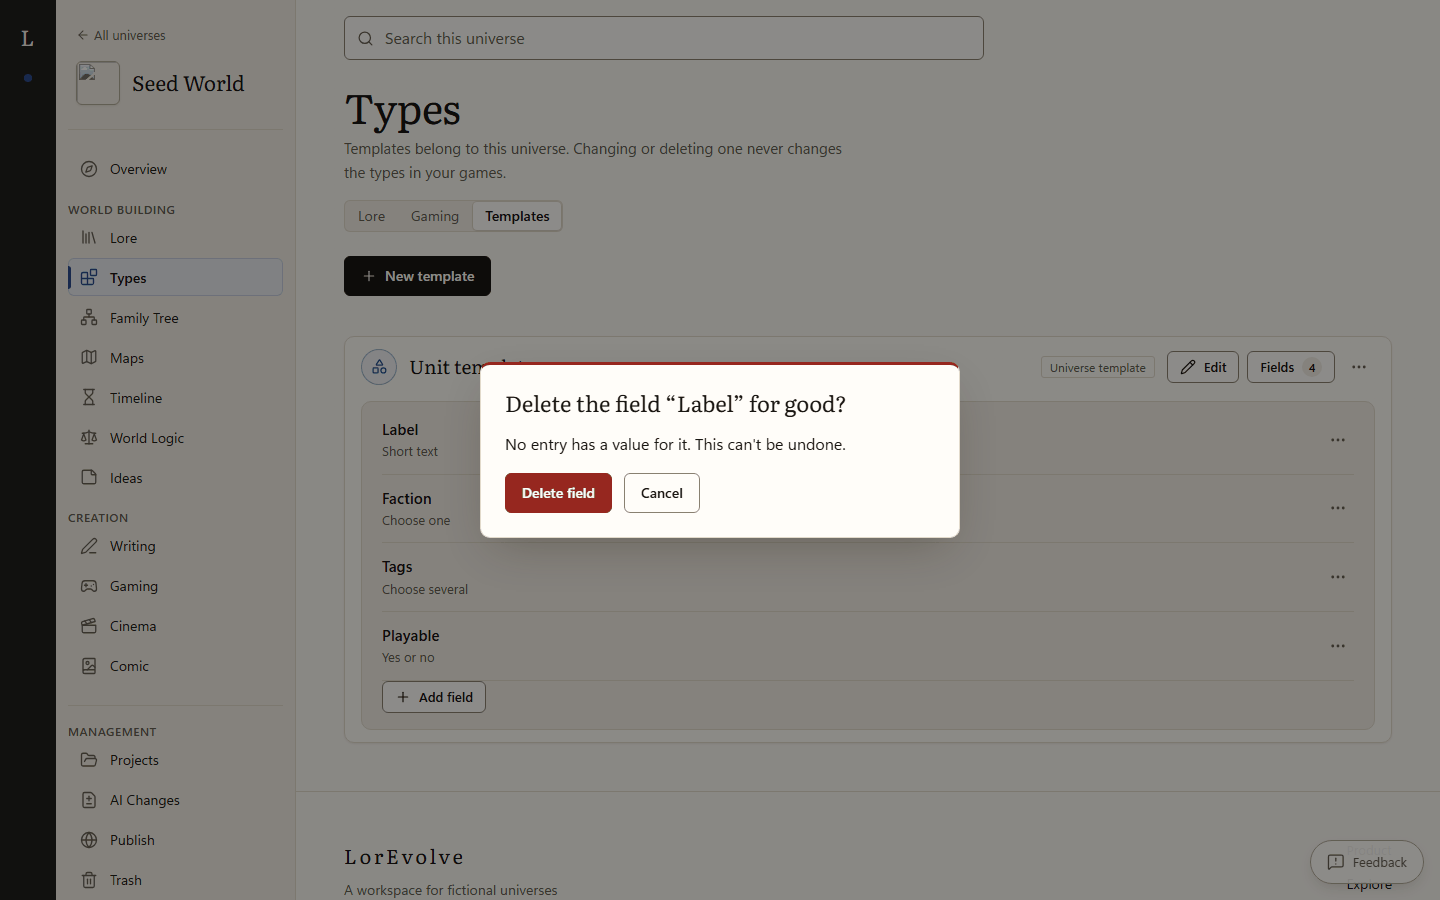 L
All universes
Seed World
Overview
WORLD BUILDING
Lore
Types
Family Tree
Maps
Timeline
World Logic
Ideas
CREATION
Writing
Gaming
Cinema
Comic
MANAGEMENT
Projects
AI Changes
Publish
Trash
Search this universe
Types
Templates belong to this universe. Changing or deleting one never changes
the types in your games.
Lore
Gaming
Templates
New template
Universe template
Edit
Fields 4
Delete the field “Label” for good?
No entry has a value for it. This can't be undone.
Delete field
Cancel
Label
Short text
Faction
Choose one
Tags
Choose several
Playable
Yes or no
Add field
LorEvolve
A workspace for fictional universes
Feedback
Explore